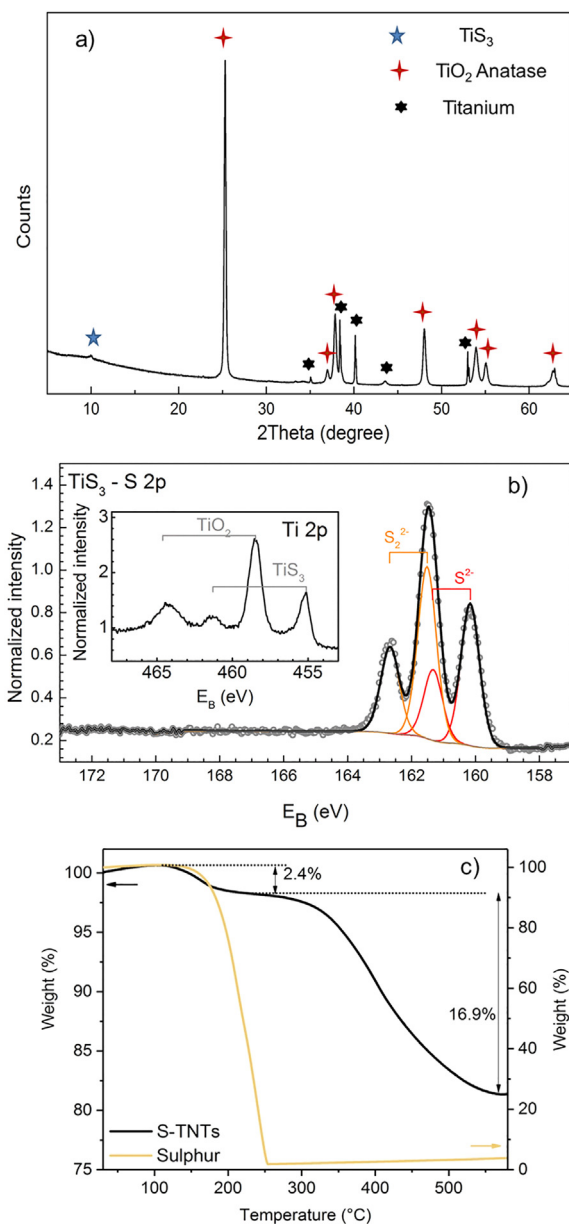 a)
TiS3
TiO2 Anatase
Titanium
Counts
10 20 30 40 50 60
2Theta (degree)
TiS3 - S 2p
b)
1.4
1.2
1.0
0.8
0.6
0.4
0.2
Normalized intensity
3
2
1
Normalized intensity
TiO2
Ti 2p
TiS3
465 460 455
EB (eV)
S2 2-
S2-
172 170 168 166 164 162 160 158
EB (eV)
c)
100
95
90
85
80
75
Weight (%)
2.4%
16.9%
100
80
60
40
20
0
Weight (%)
S-TNTs
Sulphur
100 200 300 400 500
Temperature (°C)